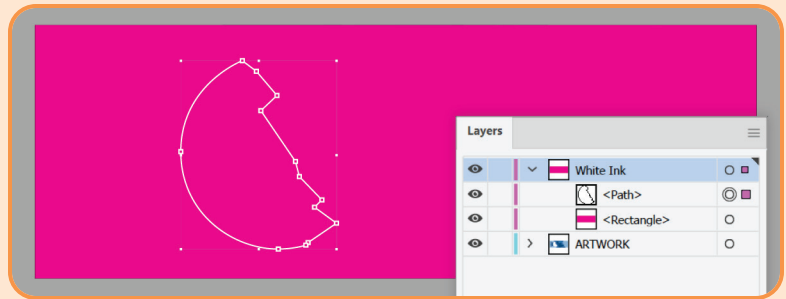 Layers
White Ink
<Path>
<Rectangle>
ARTWORK